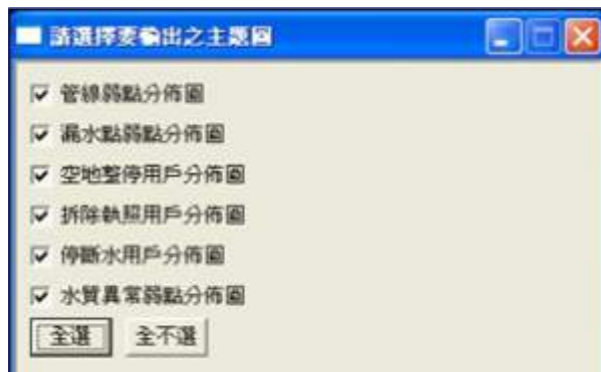 請選擇要輸出之主題圖
管線弱點分佈圖
漏水點弱點分佈圖
空地暫停用戶分佈圖
拆除執照用戶分佈圖
停斷水用戶分佈圖
水質異常弱點分佈圖
全選 全不選